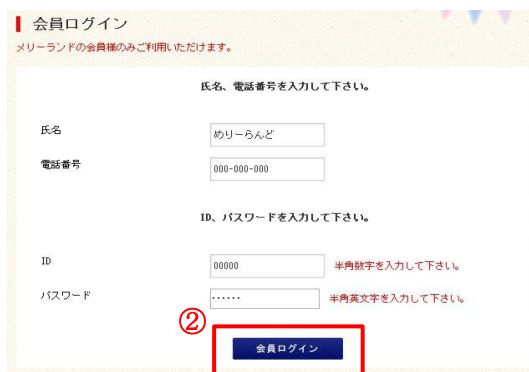 会員ログイン
メリーランドの会員様のみご利用いただけます。
氏名、電話番号を入力して下さい。
氏名 めりーらんど
電話番号 000-000-000
ID、パスワードを入力して下さい。
ID 00000 半角数字を入力して下さい。
パスワード ...... 半角英文字を入力して下さい。
②
会員ログイン